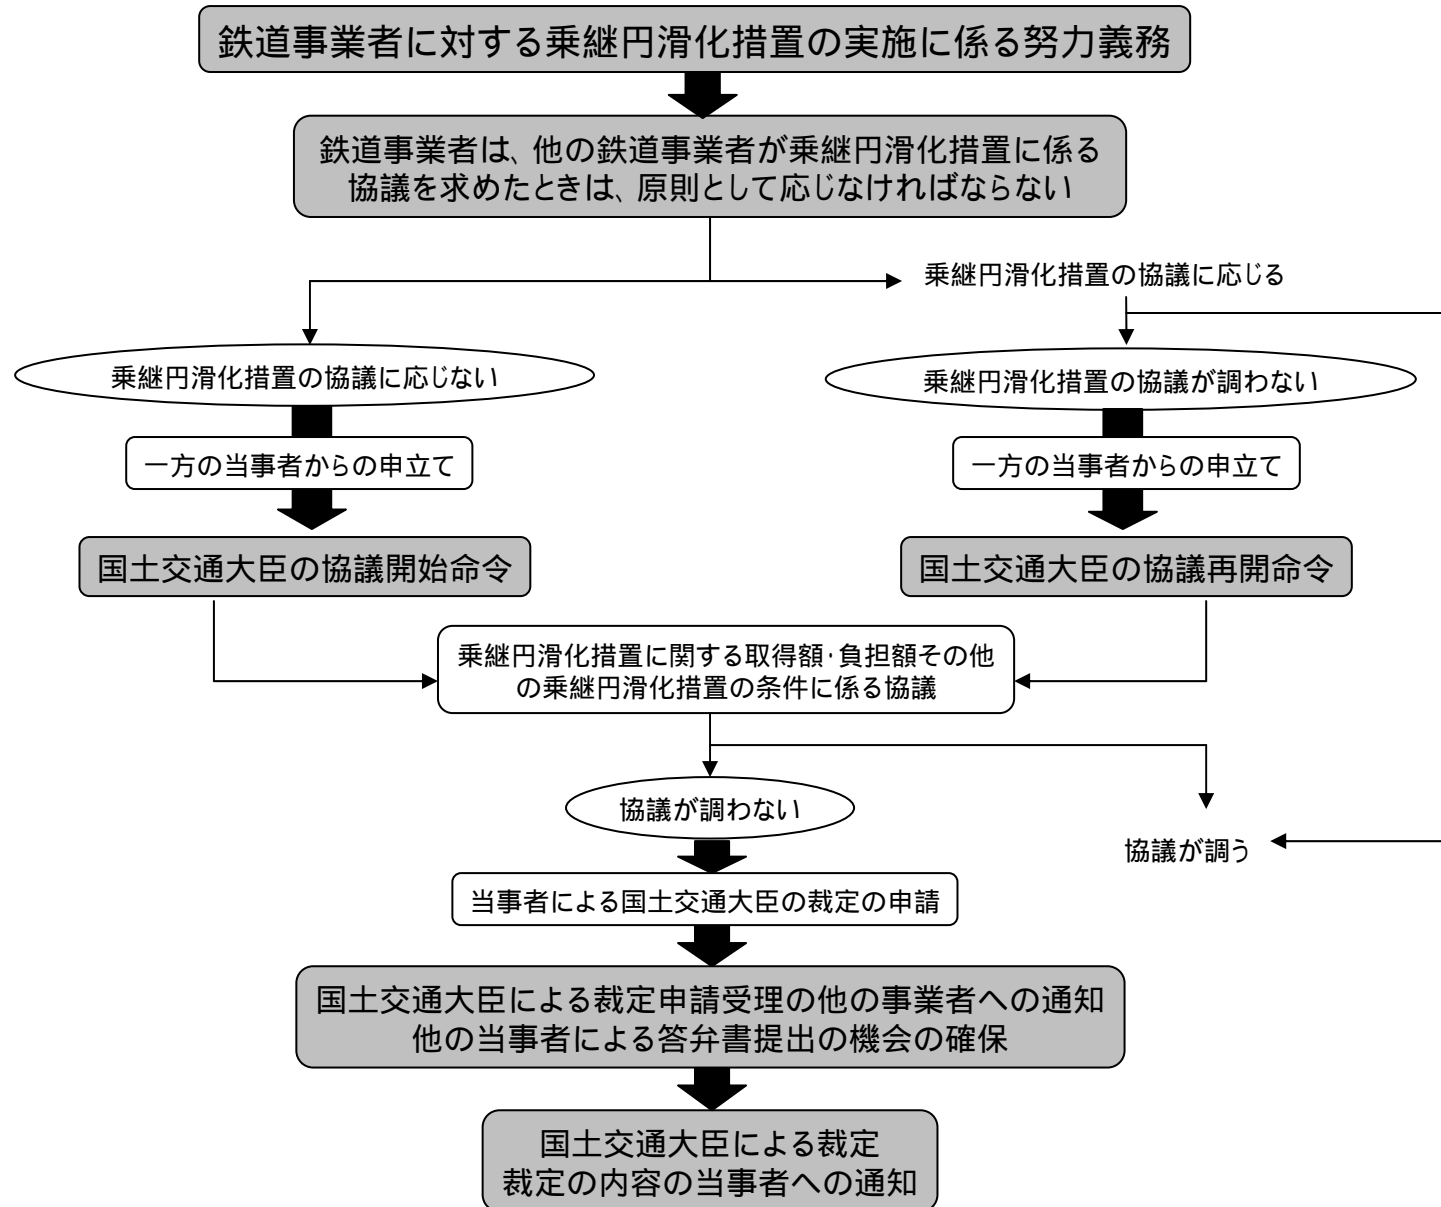 鉄道事業者に対する乗継円滑化措置の実施に係る努力義務
鉄道事業者は、他の鉄道事業者が乗継円滑化措置に係る
協議を求めたときは、原則として応じなければならない
乗継円滑化措置の協議に応じる
乗継円滑化措置の協議に応じない
乗継円滑化措置の協議が調わない
一方の当事者からの申立て
一方の当事者からの申立て
国土交通大臣の協議開始命令
国土交通大臣の協議再開命令
乗継円滑化措置に関する取得額・負担額その他
の乗継円滑化措置の条件に係る協議
協議が調わない
協議が調う
当事者による国土交通大臣の裁定の申請
国土交通大臣による裁定申請受理の他の事業者への通知
他の当事者による答弁書提出の機会の確保
国土交通大臣による裁定
裁定の内容の当事者への通知